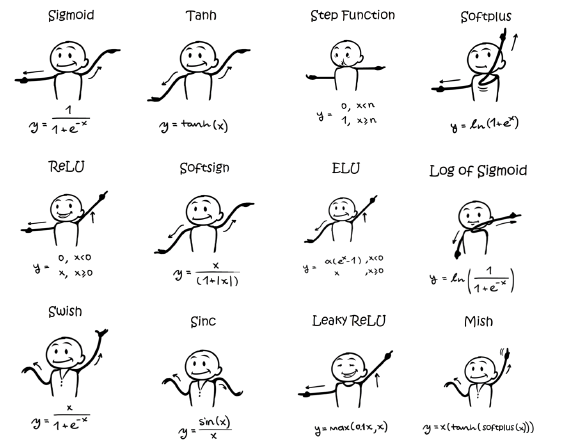 Sigmoid
Tanh
Step Function
Softplus
y = 1 / 1+e^-x
y = tanh(x)
y = 0, x<n
1, x≥n
y = ln(1+e^x)
ReLU
Softsign
ELU
Log of Sigmoid
y = 0, x<0
x, x≥0
y = x / (1+|x|)
y = α(e^x-1), x<0
x, x≥0
y = ln(1 / 1+e^-x)
Swish
Sinc
Leaky ReLU
Mish
y = x / 1+e^-x
y = sin(x) / x
y = max(0.1x, x)
y = x(tanh(softplus(x)))